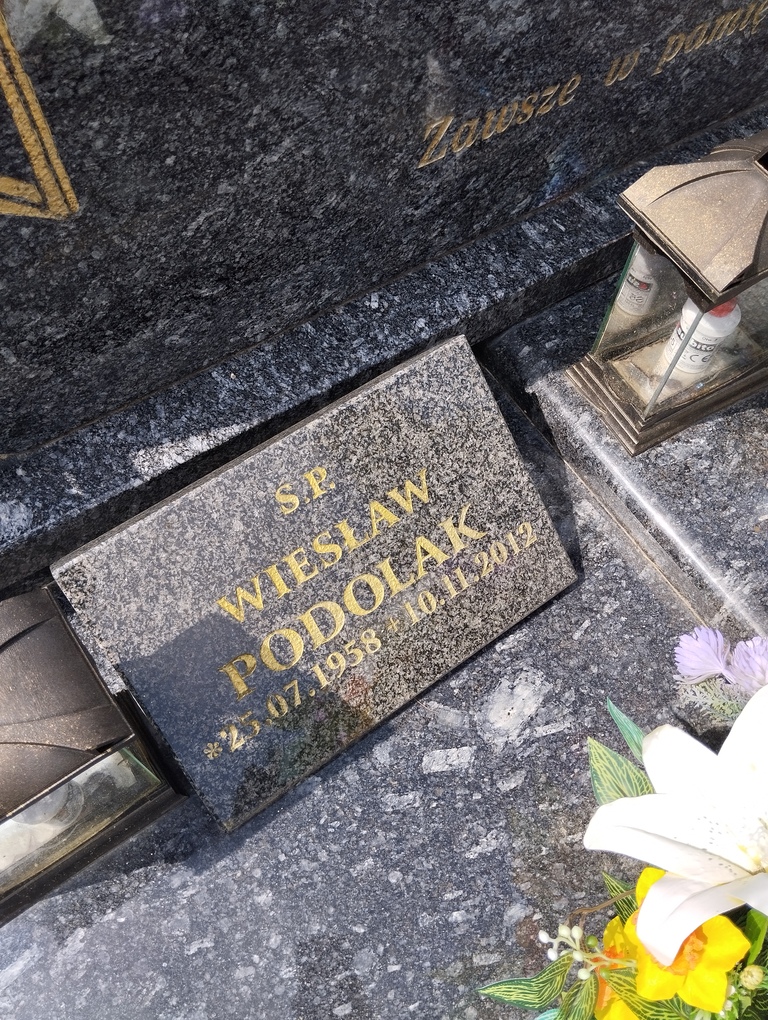 Zawsze w pamię
S.P.
WIESŁAW
PODOLAK
*25.07.1958 +10.11.2012